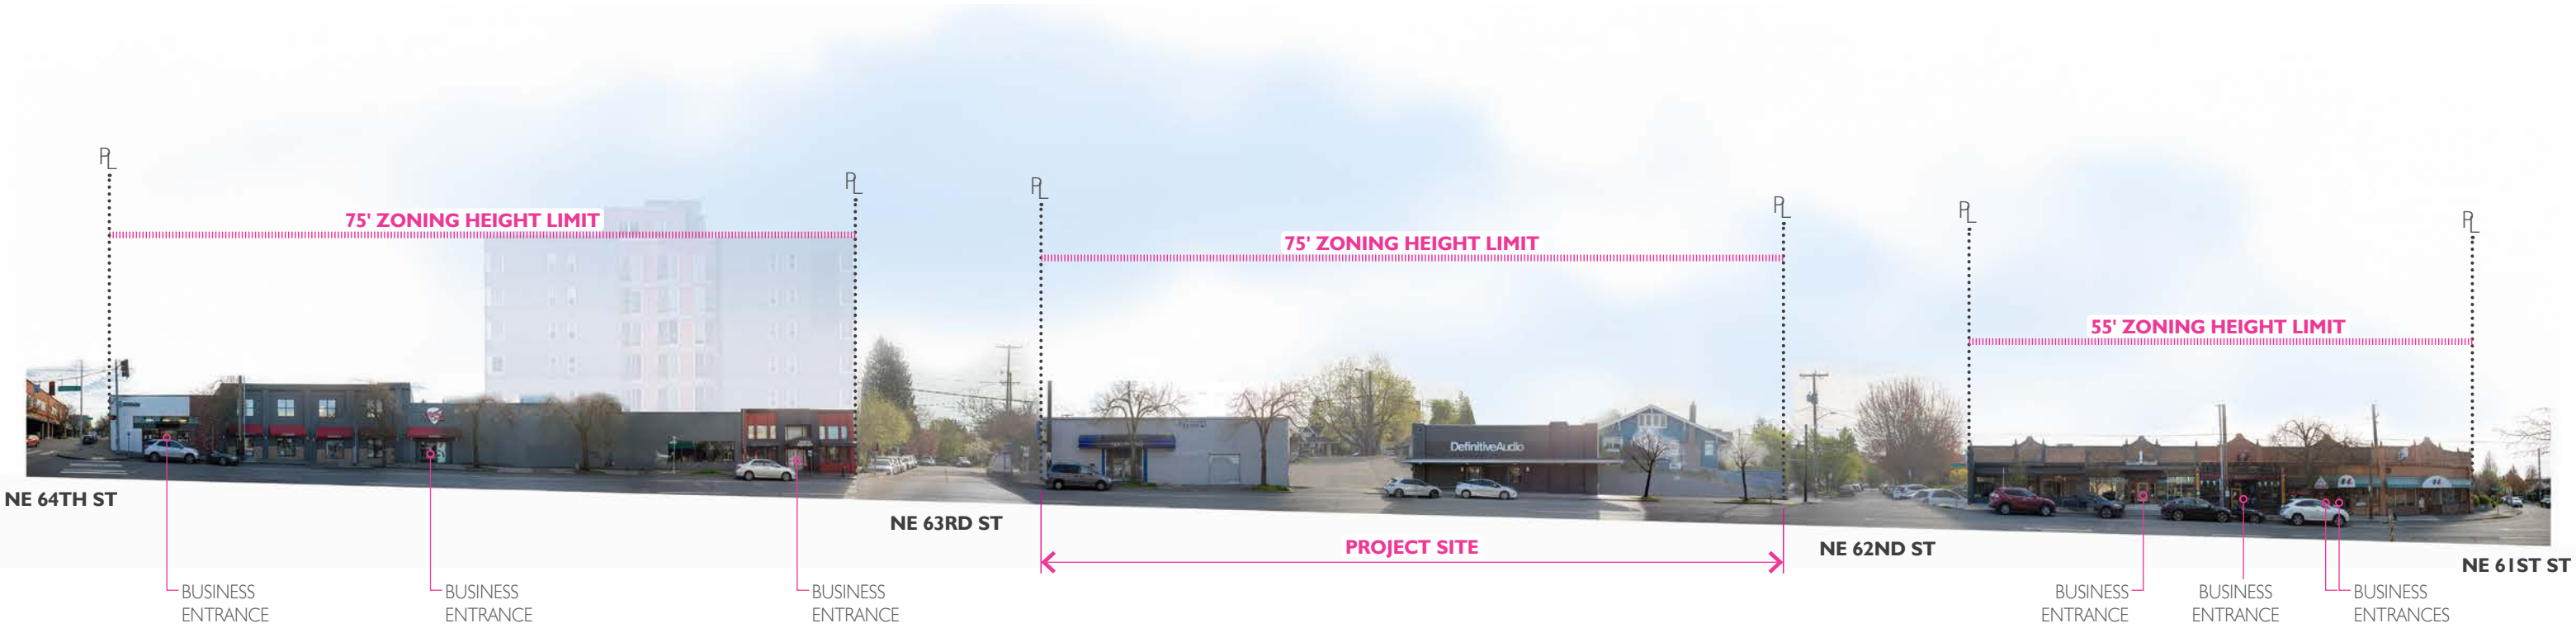 PL
PL
PL
PL
PL
PL
75' ZONING HEIGHT LIMIT
75' ZONING HEIGHT LIMIT
55' ZONING HEIGHT LIMIT
DefinitiveAudio
NE 64TH ST
NE 63RD ST
PROJECT SITE
NE 62ND ST
NE 61ST ST
BUSINESS
ENTRANCE
BUSINESS
ENTRANCE
BUSINESS
ENTRANCE
BUSINESS
ENTRANCE
BUSINESS
ENTRANCE
BUSINESS
ENTRANCES